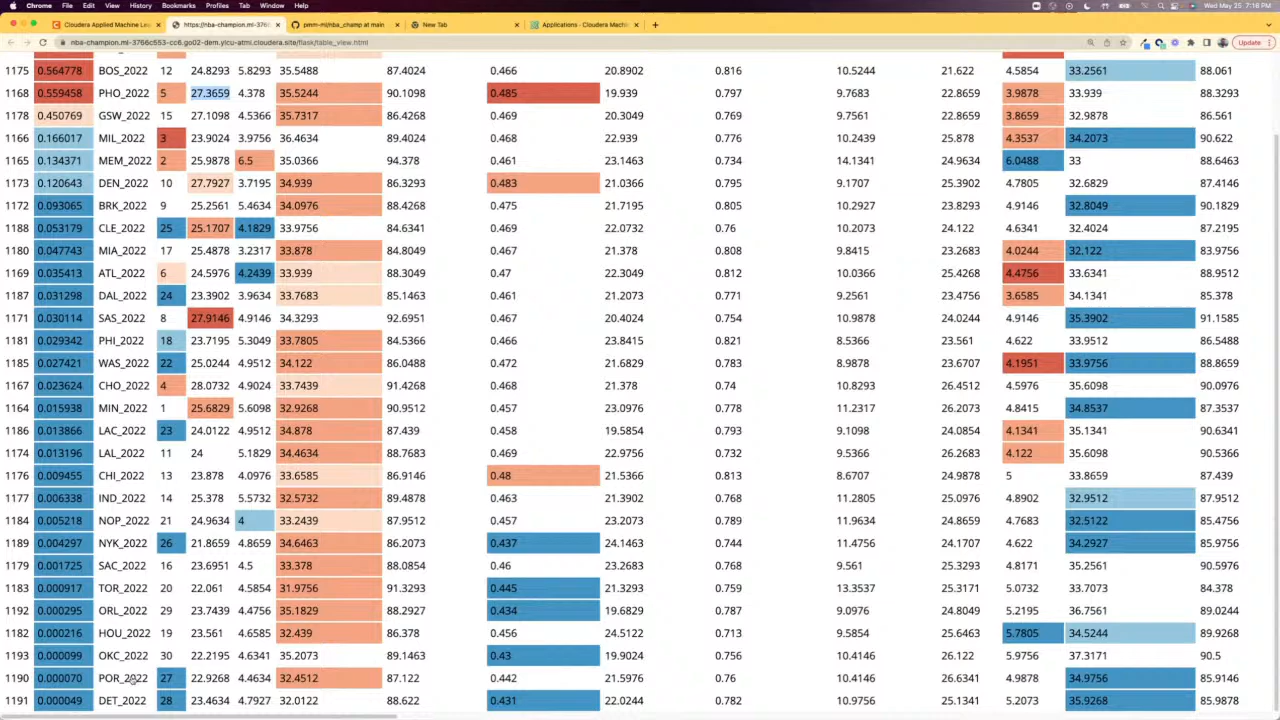 Chrome File Edit View History Bookmarks Profiles Tab Window Help Wed May 25 7:16 PM
Cloudera Applied Machine Le × https://nba-champion.ml-3766 × pmm-ml/nba_champ at main × New Tab × Applications - Cloudera Machin × +
nba-champion.ml-3766c553-cc6.go02-dem.ylcu-atmi.cloudera.site/flask/table_view.html Update
1175 0.564778 BOS_2022 12 24.8293 5.8293 35.5488 87.4024 0.466 20.8902 0.816 10.5244 21.622 4.5854 33.2561 88.061
1168 0.559458 PHO_2022 5 27.3659 4.378 35.5244 90.1098 0.485 19.939 0.797 9.7683 22.8659 3.9878 33.939 88.3293
1178 0.450769 GSW_2022 15 27.1098 4.5366 35.7317 86.6428 0.469 20.3049 0.769 9.7561 22.8659 3.8659 32.9878 86.561
1166 0.166017 MIL_2022 3 23.9024 3.9756 36.4634 89.4024 0.468 22.939 0.776 10.2939 25.878 4.3537 34.2073 90.622
1165 0.134371 MEM_2022 2 25.9878 6.5 35.0366 94.378 0.461 23.1463 0.734 14.1341 24.9634 6.0488 33 88.6463
1173 0.120643 DEN_2022 10 27.7927 3.7195 34.939 86.3293 0.483 21.0366 0.795 9.1707 25.3902 4.7805 32.6829 87.4146
1172 0.093065 BRK_2022 9 25.2561 5.4634 34.0976 88.4268 0.475 21.7195 0.805 10.2927 23.8293 4.9146 32.8049 90.1829
1188 0.053179 CLE_2022 25 25.1707 4.1829 33.9756 84.6341 0.469 22.0732 0.76 10.2073 24.122 4.6341 32.4024 87.2195
1180 0.047743 MIA_2022 17 25.4878 3.2317 33.878 84.8049 0.467 21.378 0.808 9.8415 23.2683 4.0244 32.122 83.9756
1169 0.035413 ATL_2022 6 24.5976 4.2439 33.939 88.3049 0.47 22.3049 0.812 10.0366 25.4268 4.4756 33.6341 88.9512
1187 0.031298 DAL_2022 24 23.3902 3.9634 33.7683 85.1463 0.461 21.2073 0.771 9.2561 23.4756 3.6585 34.1341 85.378
1171 0.030114 SAS_2022 8 27.9146 4.9146 34.3293 92.6951 0.467 20.4024 0.754 10.9878 24.0244 4.9146 35.3902 91.1585
1181 0.029342 PHI_2022 18 23.7195 5.3049 33.7805 84.5366 0.466 23.8415 0.821 8.5366 23.561 4.622 33.9512 86.5488
1185 0.027421 WAS_2022 22 25.0244 4.9512 34.122 86.0488 0.472 21.6829 0.783 8.9878 23.6707 4.1951 33.9756 88.8659
1167 0.023624 CHO_2022 4 28.0732 4.9024 33.7439 91.4268 0.468 21.378 0.74 10.8293 26.4512 4.5976 35.6098 90.0976
1164 0.015938 MIN_2022 1 25.6829 5.6098 32.9268 90.9512 0.457 23.0976 0.778 11.2317 26.2073 4.8415 34.8537 87.3537
1186 0.013866 LAC_2022 23 24.0122 4.9512 34.878 87.439 0.458 19.5854 0.793 9.1098 24.0854 4.1341 35.1341 90.6341
1174 0.013196 LAL_2022 11 24 5.1829 34.4634 88.7683 0.469 22.9756 0.732 9.5366 26.2683 4.122 35.6098 90.5366
1176 0.009455 CHI_2022 13 23.878 4.0976 33.6585 86.9146 0.48 21.5366 0.813 8.6707 24.9878 5 33.8659 87.439
1177 0.006338 IND_2022 14 25.378 5.5732 32.5732 89.4878 0.463 21.3902 0.768 11.2805 25.0976 4.8902 32.9512 87.9512
1184 0.005218 NOP_2022 21 24.9634 4 33.2439 87.9512 0.457 23.2073 0.789 11.9634 24.8659 4.7683 32.5122 85.4756
1189 0.004297 NYK_2022 26 21.8659 4.8659 34.6463 86.2073 0.437 24.1463 0.744 11.4756 24.1707 4.622 34.2927 85.9756
1179 0.001725 SAC_2022 16 23.6951 4.5 33.378 88.0854 0.46 23.2683 0.768 9.561 25.3293 4.8171 35.2561 90.5976
1183 0.000917 TOR_2022 20 22.061 4.5854 31.9756 91.3293 0.445 21.3293 0.754 13.3537 25.3171 5.0732 33.7073 84.378
1192 0.000295 ORL_2022 29 23.7439 4.4756 35.1829 88.2927 0.434 19.6829 0.787 9.0976 24.8049 5.2195 36.7561 89.0244
1182 0.000216 HOU_2022 19 23.561 4.6585 32.439 86.378 0.456 24.5122 0.713 9.5854 25.6463 5.7805 34.5244 89.9268
1193 0.000099 OKC_2022 30 22.2195 4.6341 35.2073 89.1463 0.43 19.9024 0.756 10.4146 26.122 5.9756 37.3171 90.5
1190 0.000070 POR_2022 27 22.9268 4.4634 32.4512 87.122 0.442 21.5976 0.76 10.4146 26.6341 4.9878 34.9756 85.9146
1191 0.000049 DET_2022 28 23.4634 4.7927 32.0122 88.622 0.431 22.0244 0.782 11 25.1341 5.2073 35.9268 85.9878